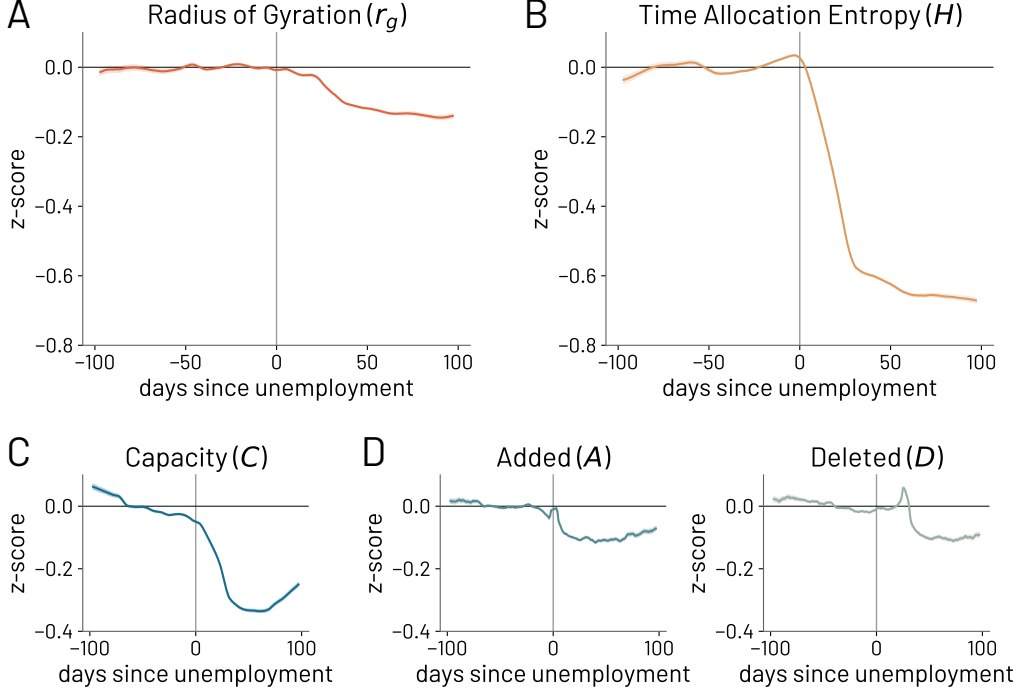 A
Radius of Gyration (r_g)
z-score
0.0
−0.2
−0.4
−0.6
−0.8
−100
−50
0
50
100
days since unemployment
B
Time Allocation Entropy (H)
z-score
0.0
−0.2
−0.4
−0.6
−0.8
−100
−50
0
50
100
days since unemployment
C
Capacity (C)
z-score
0.0
−0.2
−0.4
−100
0
100
days since unemployment
D
Added (A)
z-score
0.0
−0.2
−0.4
−100
0
100
days since unemployment
Deleted (D)
z-score
0.0
−0.2
−0.4
−100
0
100
days since unemployment